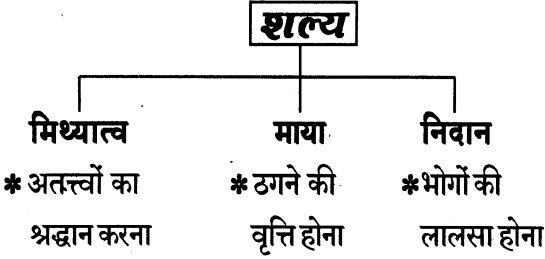 शल्य
मिथ्यात्व माया निदान
* अतत्त्वों का * ठगने की * भोगों की
श्रद्धान करना वृत्ति होना लालसा होना